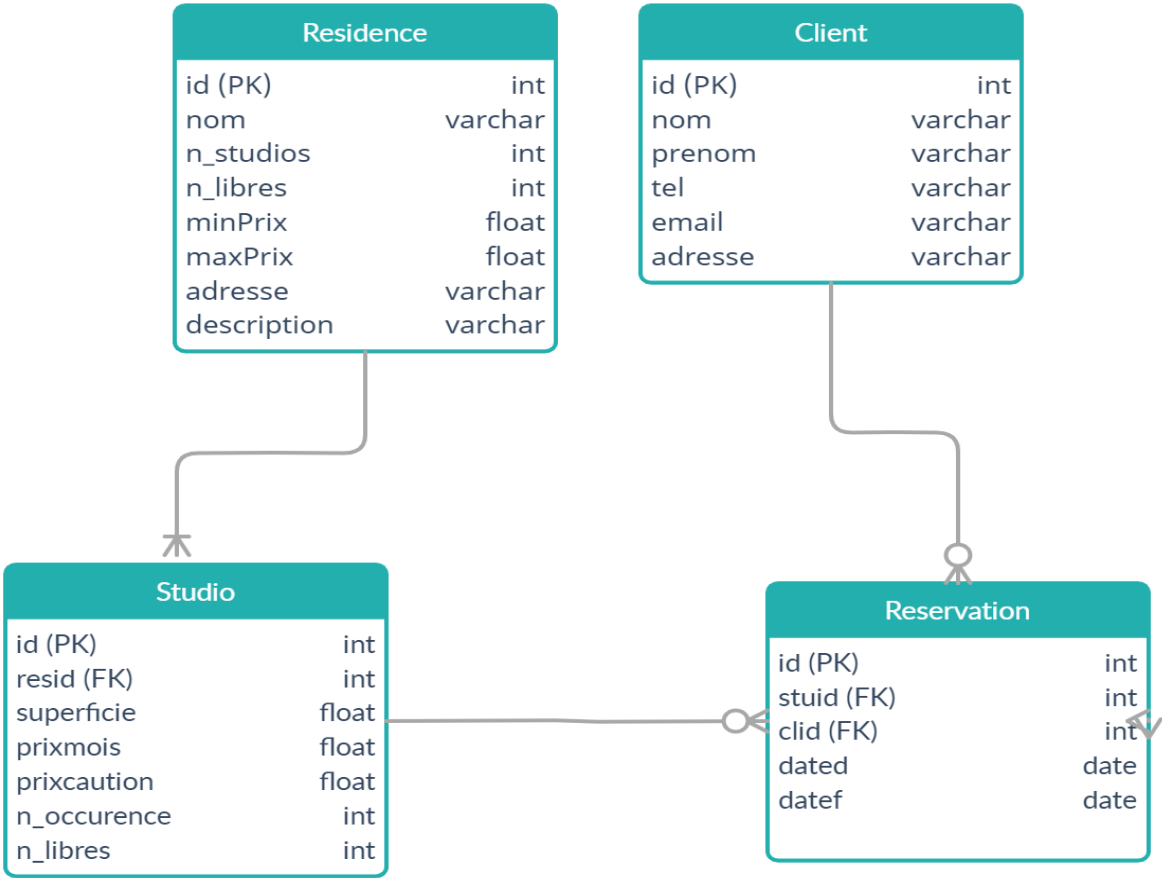 Residence
id (PK) int
nom varchar
n_studios int
n_libres int
minPrix float
maxPrix float
adresse varchar
description varchar
Client
id (PK) int
nom varchar
prenom varchar
tel varchar
email varchar
adresse varchar
Studio
id (PK) int
resid (FK) int
superficie float
prixmois float
prixcaution float
n_occurence int
n_libres int
Reservation
id (PK) int
stuid (FK) int
clid (FK) int
dated date
datef date